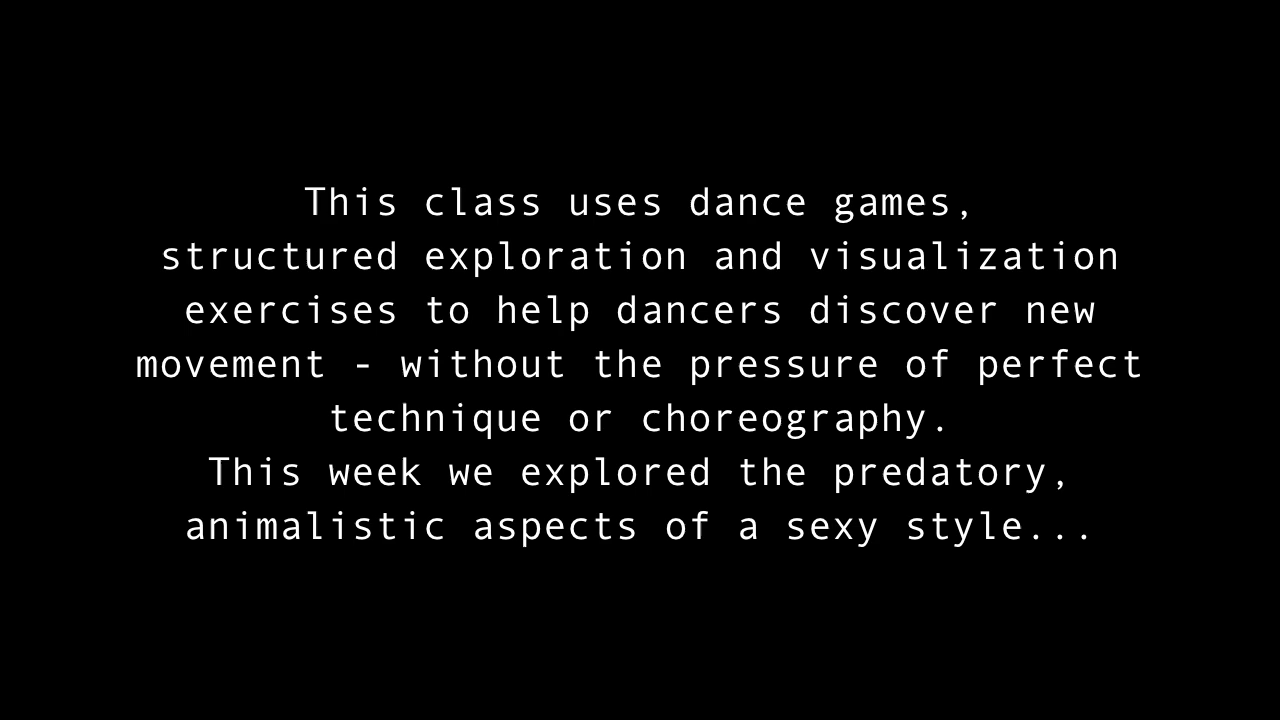 This class uses dance games,
structured exploration and visualization
exercises to help dancers discover new
movement - without the pressure of perfect
technique or choreography.
This week we explored the predatory,
animalistic aspects of a sexy style...